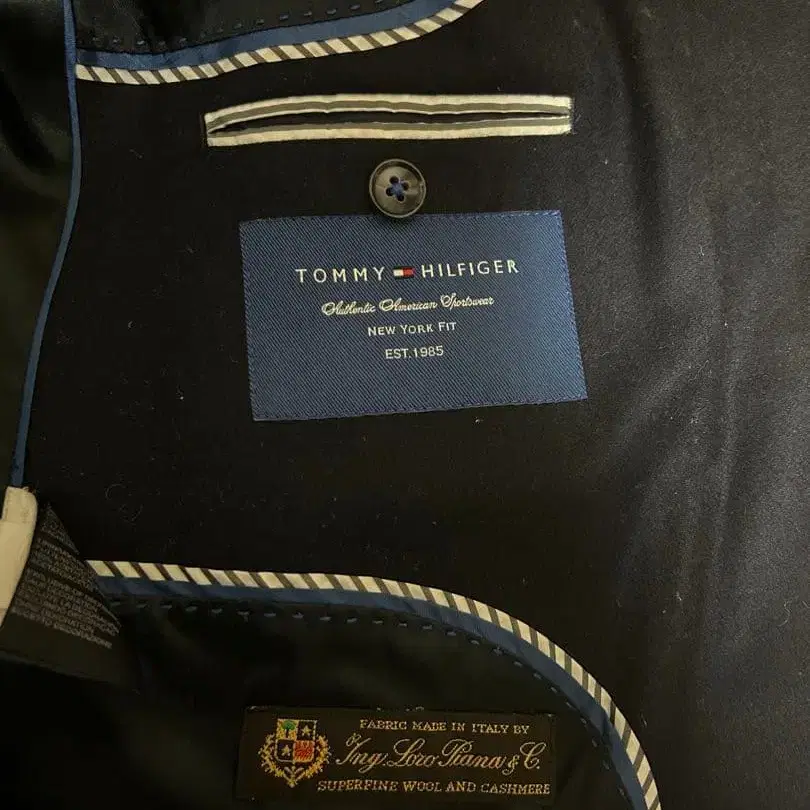 TOMMY HILFIGER
Authentic American Sportswear
NEW YORK FIT
EST. 1985
FABRIC MADE IN ITALY BY
Ing. Loro Piana & C.
SUPERFINE WOOL AND CASHMERE